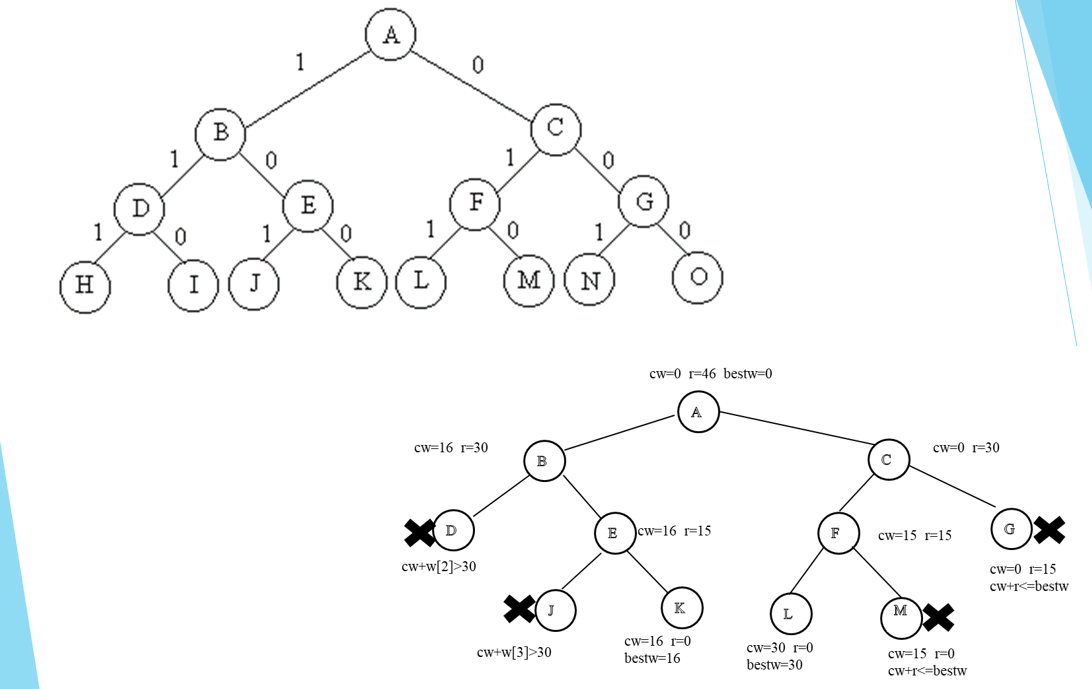 A
1 0
B C
1 0 1 0
D E F G
1 0 1 0 1 0 1 0
H I J K L M N O
cw=0 r=46 bestw=0
A
cw=16 r=30
B
C
cw=0 r=30
D
E
cw=16 r=15
F
cw=15 r=15
G
cw+w[2]>30
cw=0 r=15
cw+r<=bestw
J
K
L
M
cw+w[3]>30
cw=16 r=0
bestw=16
cw=30 r=0
bestw=30
cw=15 r=0
cw+r<=bestw